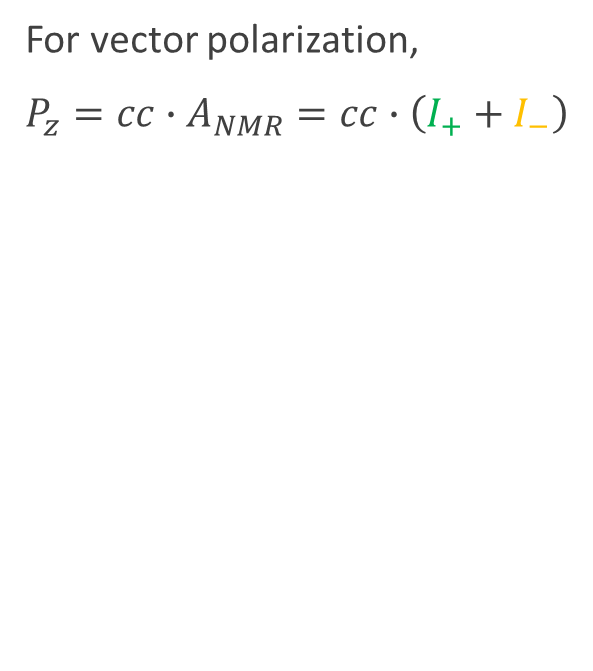 For vector polarization,
P_z = cc · A_NMR = cc · (I_+ + I_−)